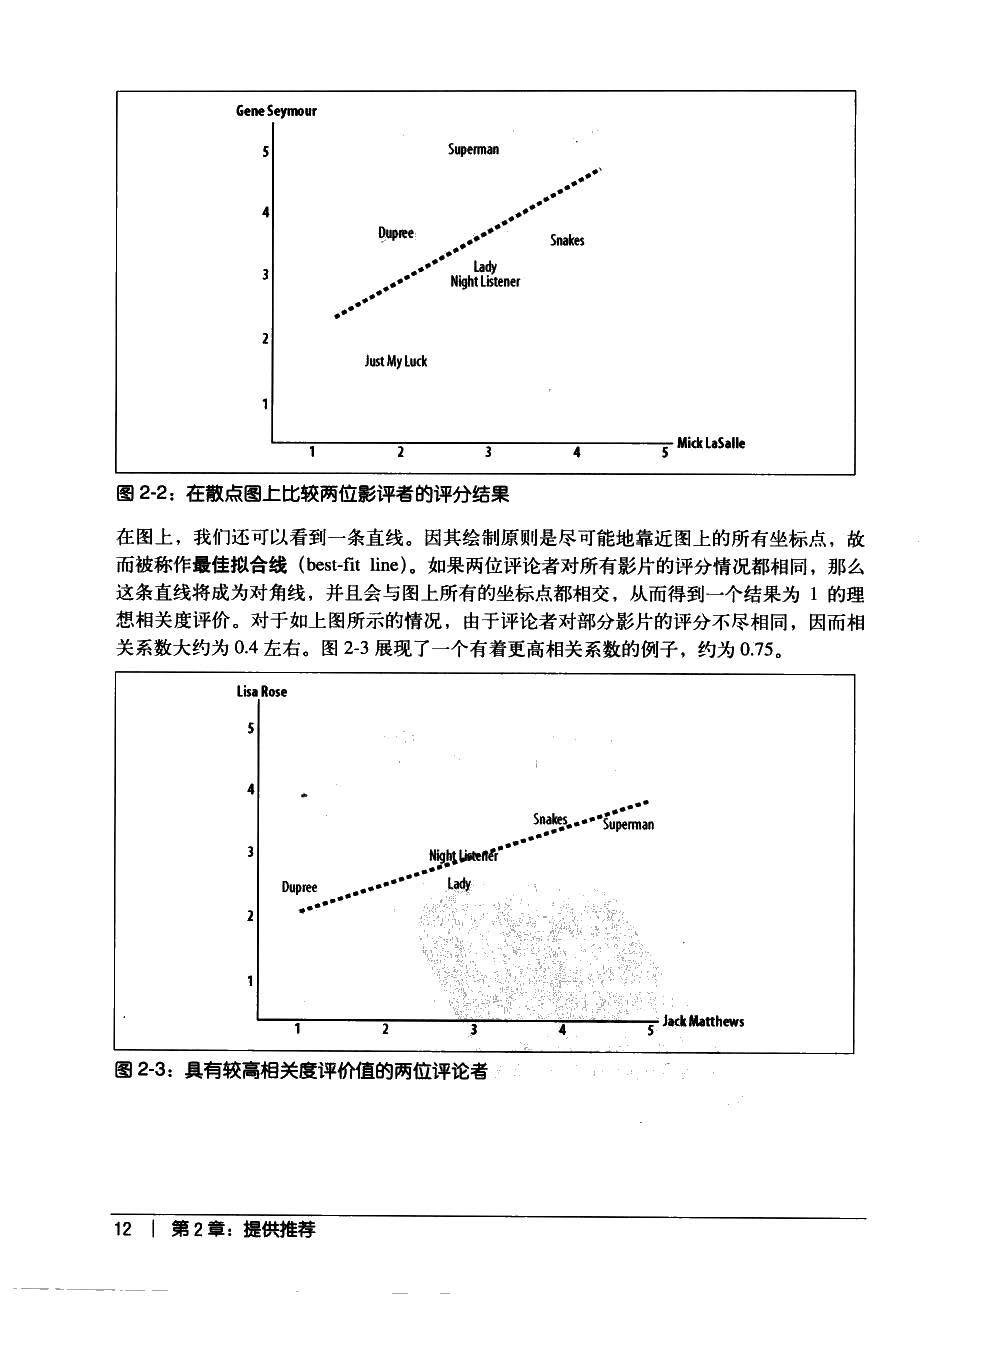 Gene Seymour
5
Superman
4
Dupree
Snakes
3
Lady
Night Listener
2
Just My Luck
1
1 2 3 4 5 Mick LaSalle
图 2-2：在散点图上比较两位影评者的评分结果
在图上，我们还可以看到一条直线。因其绘制原则是尽可能地靠近图上的所有坐标点，故
而被称作最佳拟合线（best-fit line）。如果两位评论者对所有影片的评分情况都相同，那么
这条直线将成为对角线，并且会与图上所有的坐标点都相交，从而得到一个结果为 1 的理
想相关度评价。对于如上图所示的情况，由于评论者对部分影片的评分不尽相同，因而相
关系数大约为 0.4 左右。图 2-3 展现了一个有着更高相关系数的例子，约为 0.75。
Lisa Rose
5
4
Snakes
Superman
3
Night Listener
Dupree
Lady
2
1
1 2 3 4 5 Jack Matthews
图 2-3：具有较高相关度评价值的两位评论者
12 | 第 2 章：提供推荐